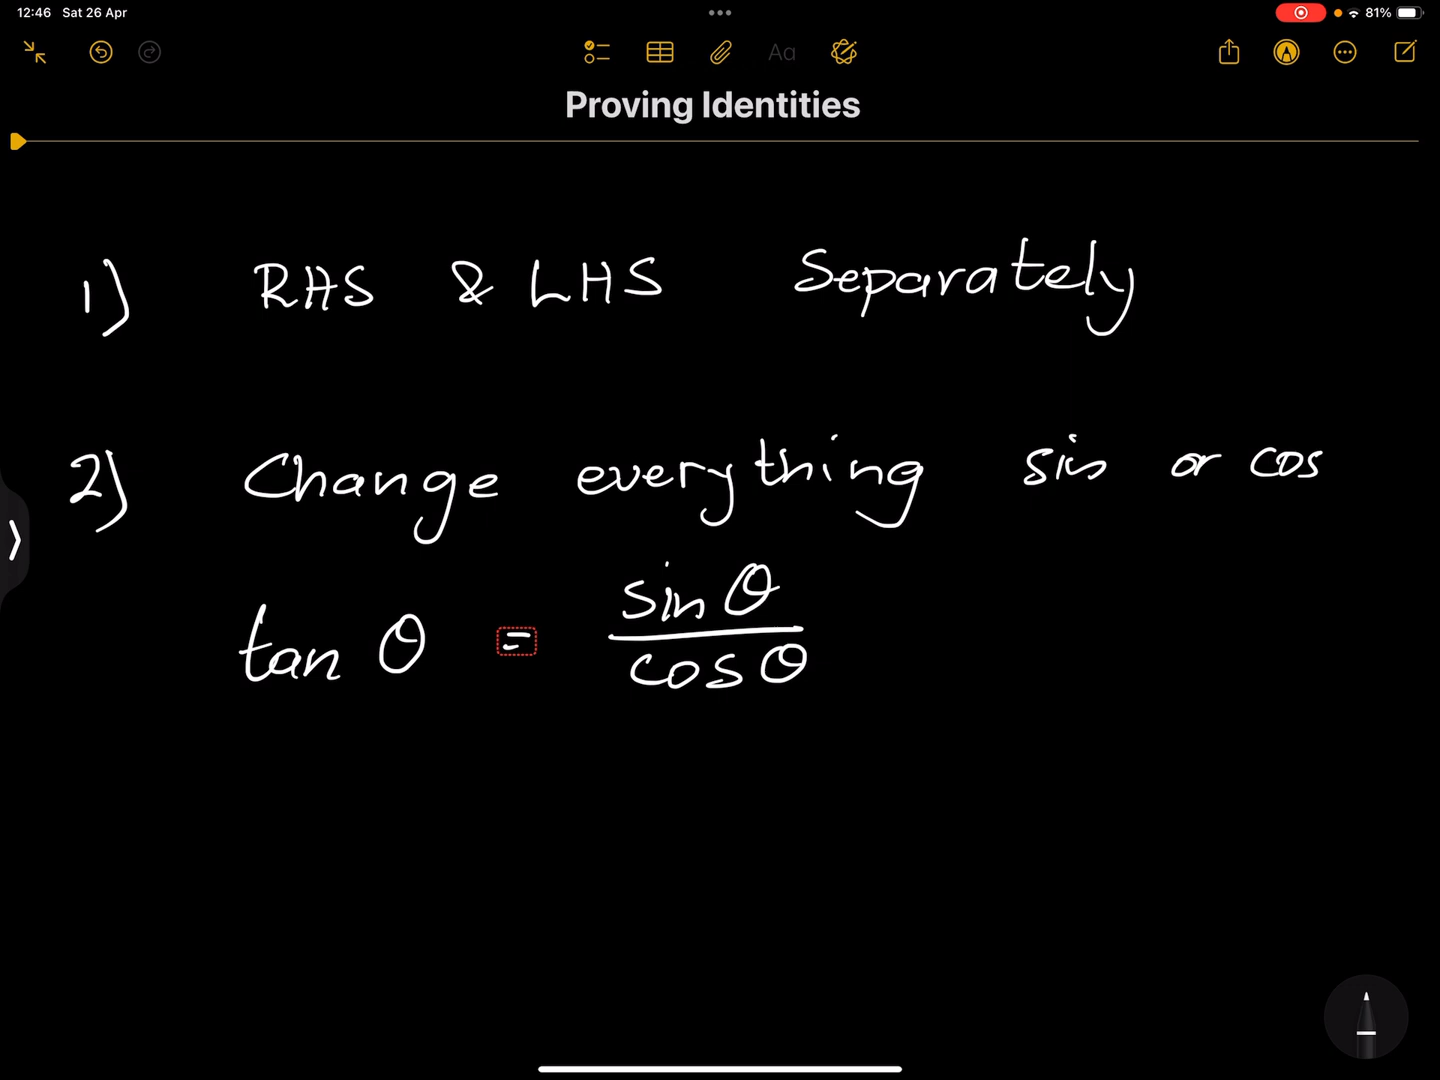 12:46 Sat 26 Apr 81%
Aa
Proving Identities
1) RHS & LHS Separately
2) Change everything sin or cos
tan θ = sin θ / cos θ